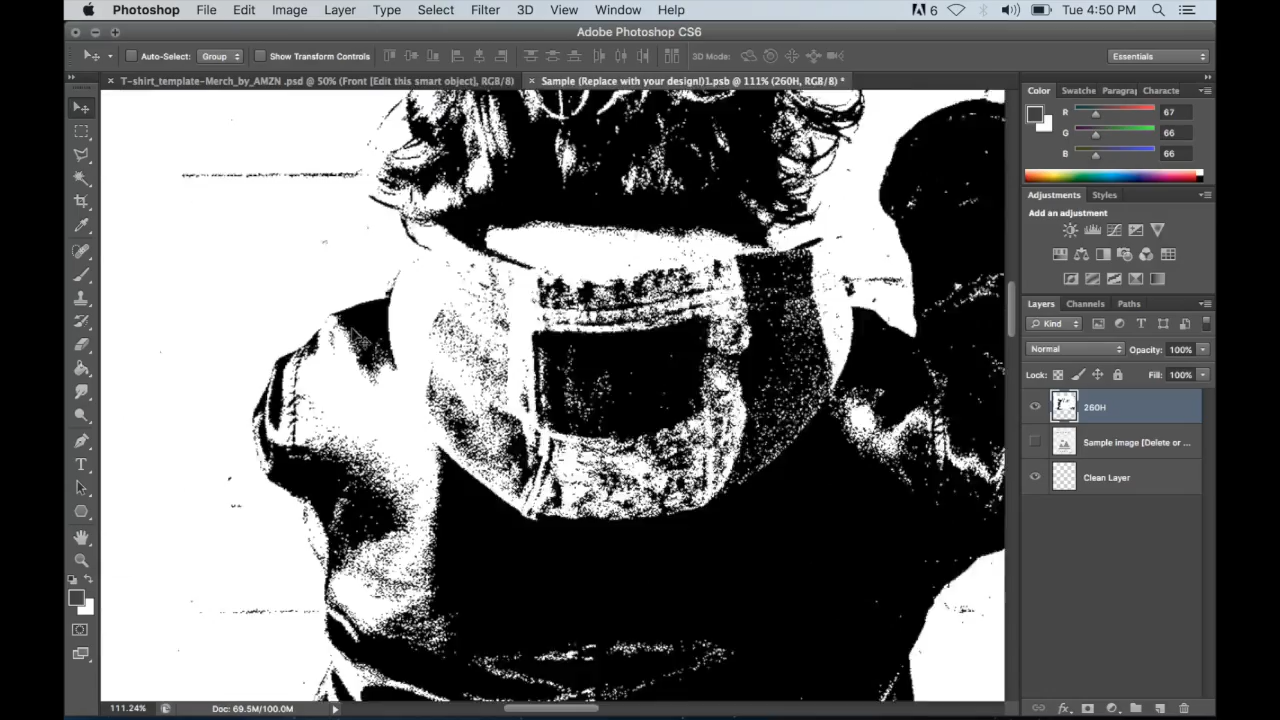 Photoshop File Edit Image Layer Type Select Filter 3D View Window Help 6 Tue 4:50 PM
Adobe Photoshop CS6
Auto-Select: Group Show Transform Controls 3D Mode: Essentials
× T-shirt_template-Merch_by_AMZN .psd @ 50% (Front [Edit this smart object], RGB/8) × Sample (Replace with your design!)1.psb @ 111% (260H, RGB/8) *
Color Swatche Paragraj Characte
R 67
G 66
B 66
Adjustments Styles
Add an adjustment
Layers Channels Paths
Kind
Normal Opacity: 100%
Lock: Fill: 100%
260H
Sample image [Delete or ...
Clean Layer
111.24% Doc: 69.5M/100.0M